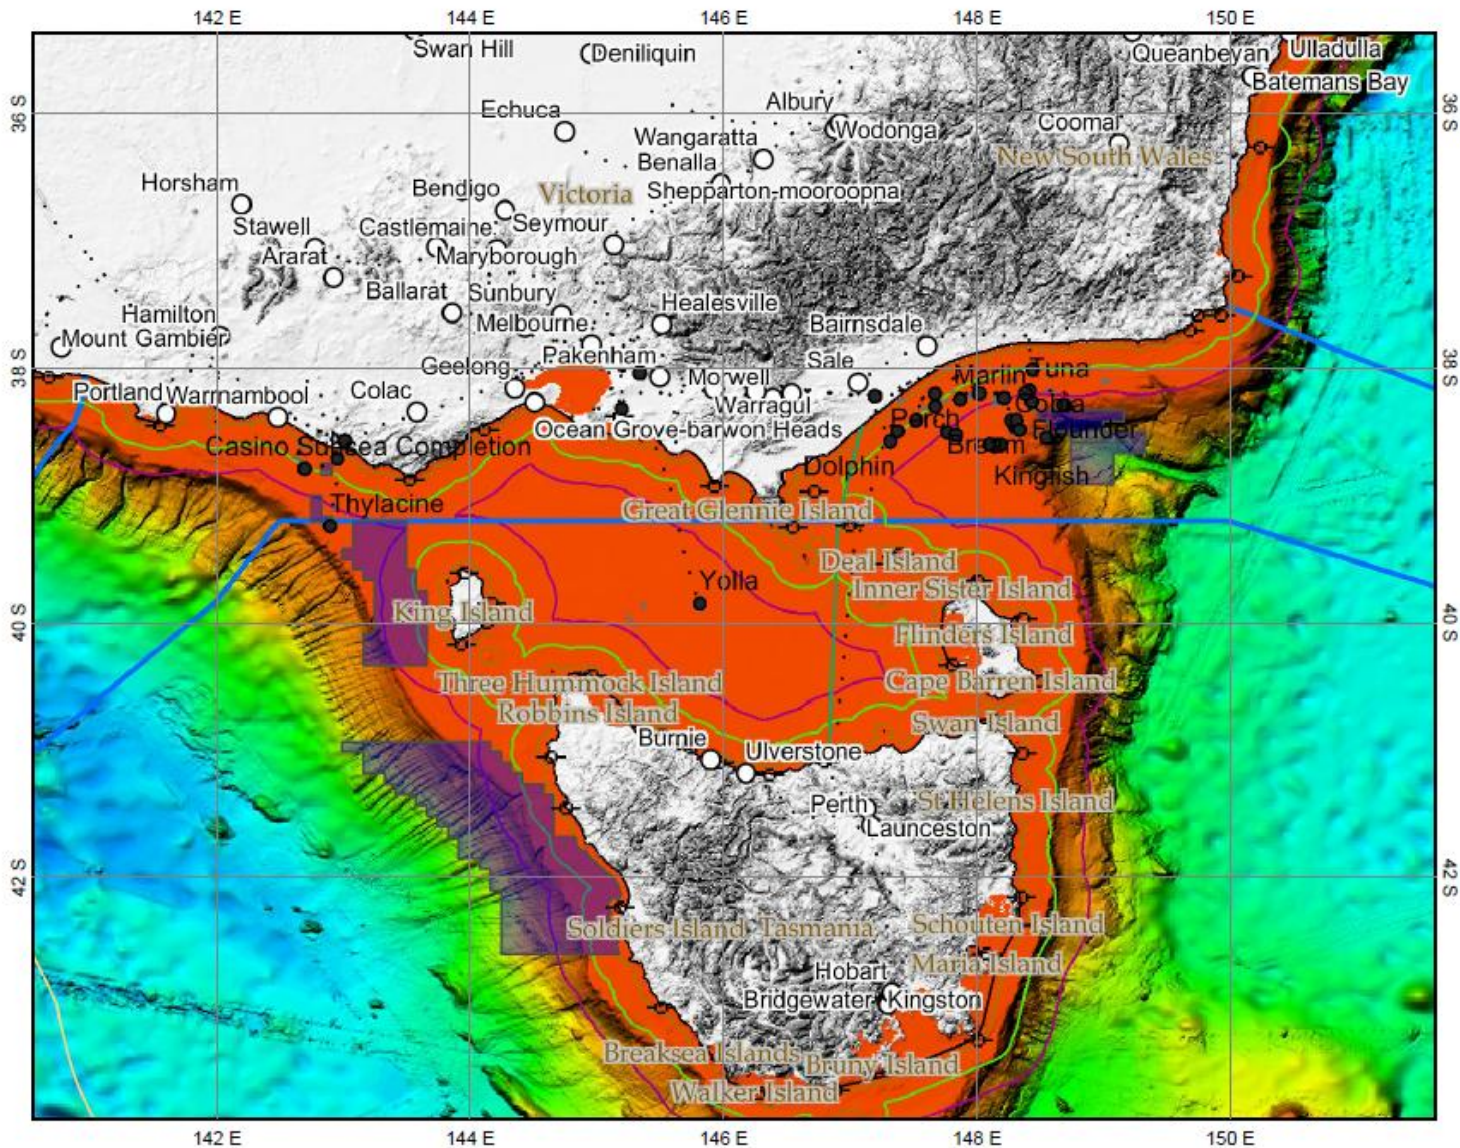 142 E 144 E 146 E 148 E 150 E
Swan Hill
Deniliquin
Queanbeyan
Ulladulla
Batemans Bay
36 S
36 S
Echuca
Albury
Wodonga
Wangaratta
Benalla
Shepparton-mooroopna
Cooma
New South Wales
Horsham
Bendigo
Victoria
Stawell
Castlemaine
Seymour
Ararat
Maryborough
Ballarat
Sunbury
Healesville
Hamilton
Mount Gambier
Melbourne
Bairnsdale
38 S
38 S
Geelong
Pakenham
Sale
Portland
Warrnambool
Colac
Morwell
Warragul
Marlin
Tuna
Cobia
Perch
Ocean Grove-barwon Heads
Flounder
Bream
Casino Subsea Completion
Dolphin
Kingfish
Thylacine
Great Glennie Island
Deal Island
Yolla
Inner Sister Island
King Island
40 S
40 S
Flinders Island
Three Hummock Island
Cape Barren Island
Robbins Island
Swan Island
Burnie
Ulverstone
Perth
St Helens Island
Launceston
42 S
42 S
Soldiers Island
Tasmania
Schouten Island
Maria Island
Hobart
Bridgewater
Kingston
Breaksea Islands
Bruny Island
Walker Island
142 E 144 E 146 E 148 E 150 E